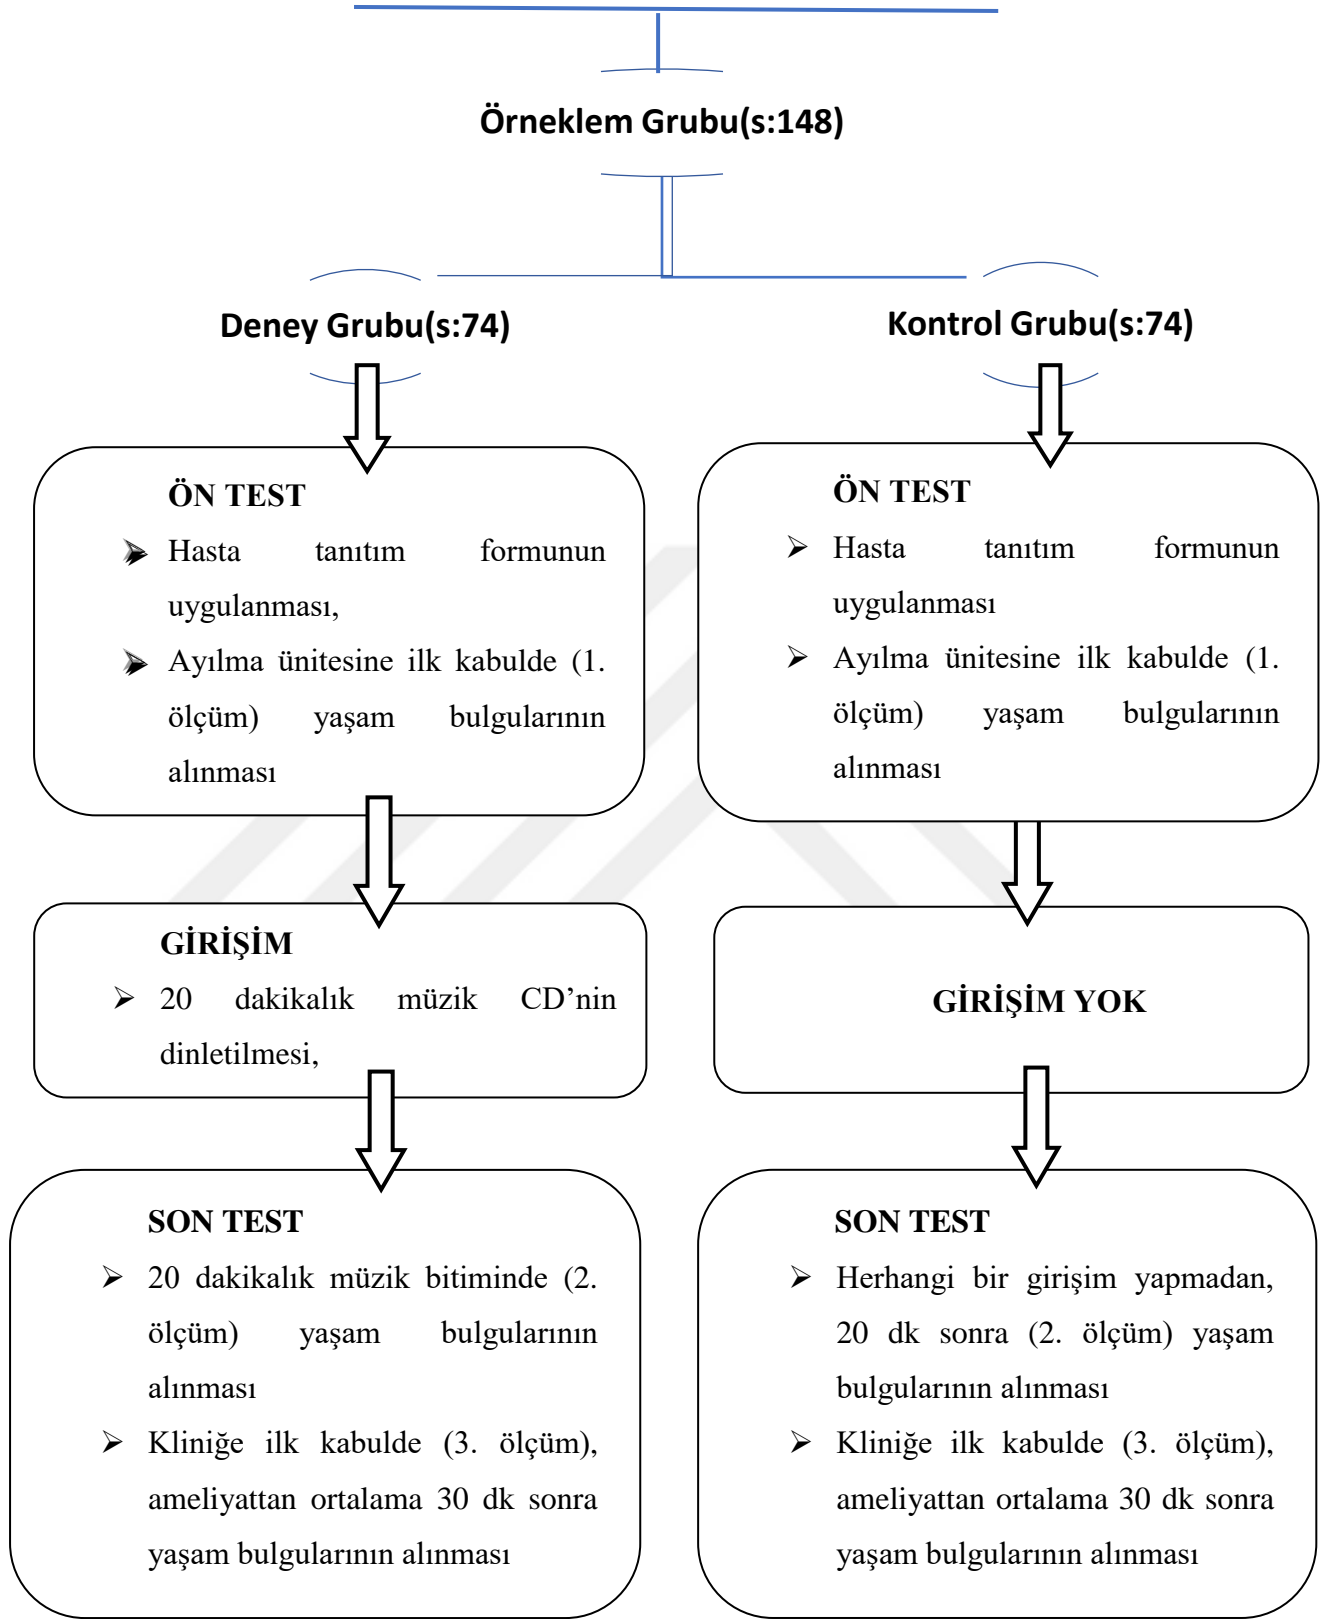 Örneklem Grubu(s:148)
Deney Grubu(s:74)
Kontrol Grubu(s:74)
ÖN TEST
➢ Hasta tanıtım formunun
uygulanması,
➢ Ayılma ünitesine ilk kabulde (1.
ölçüm) yaşam bulgularının
alınması
ÖN TEST
➢ Hasta tanıtım formunun
uygulanması
➢ Ayılma ünitesine ilk kabulde (1.
ölçüm) yaşam bulgularının
alınması
GİRİŞİM
➢ 20 dakikalık müzik CD’nin
dinletilmesi,
GİRİŞİM YOK
SON TEST
➢ 20 dakikalık müzik bitiminde (2.
ölçüm) yaşam bulgularının
alınması
➢ Kliniğe ilk kabulde (3. ölçüm),
ameliyattan ortalama 30 dk sonra
yaşam bulgularının alınması
SON TEST
➢ Herhangi bir girişim yapmadan,
20 dk sonra (2. ölçüm) yaşam
bulgularının alınması
➢ Kliniğe ilk kabulde (3. ölçüm),
ameliyattan ortalama 30 dk sonra
yaşam bulgularının alınması